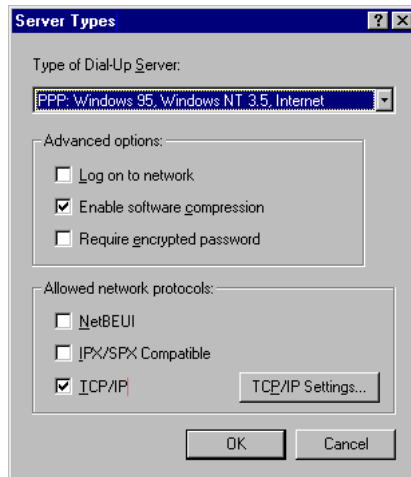 Server Types
Type of Dial-Up Server:
PPP: Windows 95, Windows NT 3.5, Internet
Advanced options:
Log on to network
Enable software compression
Require encrypted password
Allowed network protocols:
NetBEUI
IPX/SPX Compatible
TCP/IP
TCP/IP Settings...
OK
Cancel